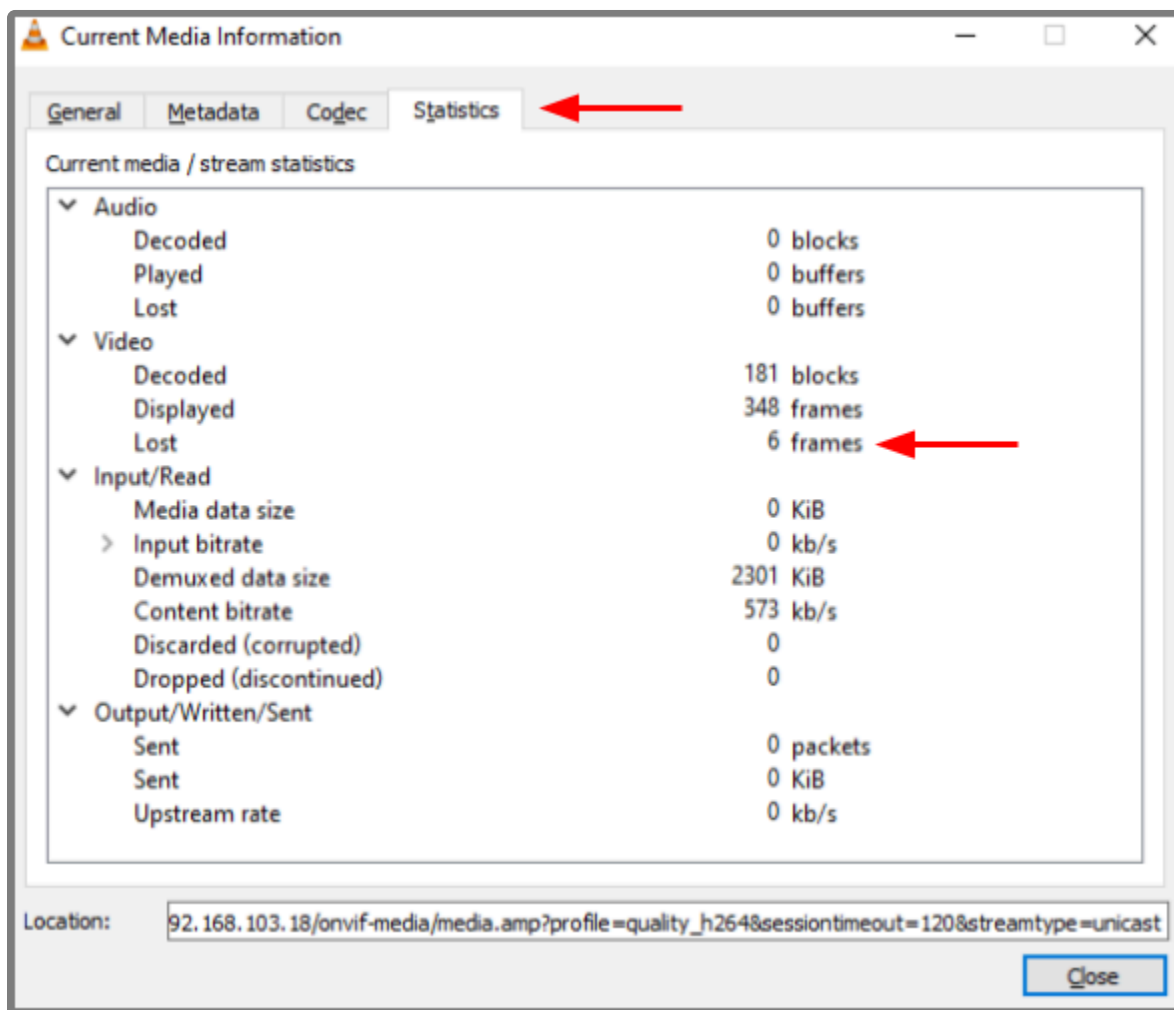 Current Media Information
General Metadata Codec Statistics
Current media / stream statistics
Audio
Decoded 0 blocks
Played 0 buffers
Lost 0 buffers
Video
Decoded 181 blocks
Displayed 348 frames
Lost 6 frames
Input/Read
Media data size 0 KiB
Input bitrate 0 kb/s
Demuxed data size 2301 KiB
Content bitrate 573 kb/s
Discarded (corrupted) 0
Dropped (discontinued) 0
Output/Written/Sent
Sent 0 packets
Sent 0 KiB
Upstream rate 0 kb/s
Location: 92.168.103.18/onvif-media/media.amp?profile=quality_h264&sessiontimeout=120&streamtype=unicast
Close